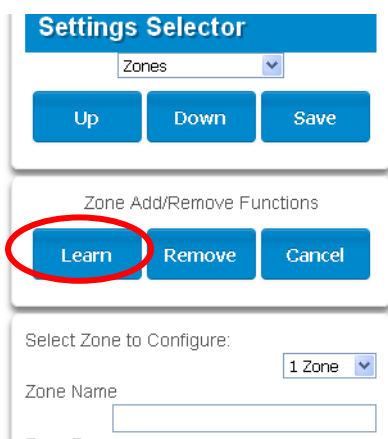 Settings Selector
Zones
Up Down Save
Zone Add/Remove Functions
Learn Remove Cancel
Select Zone to Configure:
1 Zone
Zone Name